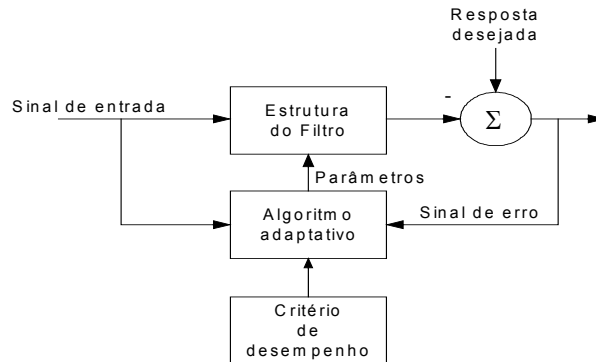 Resposta
desejada
Sinal de entrada
Estrutura
do Filtro
-
Σ
Parâmetros
Algoritmo
adaptativo
Sinal de erro
Critério
de
desempenho